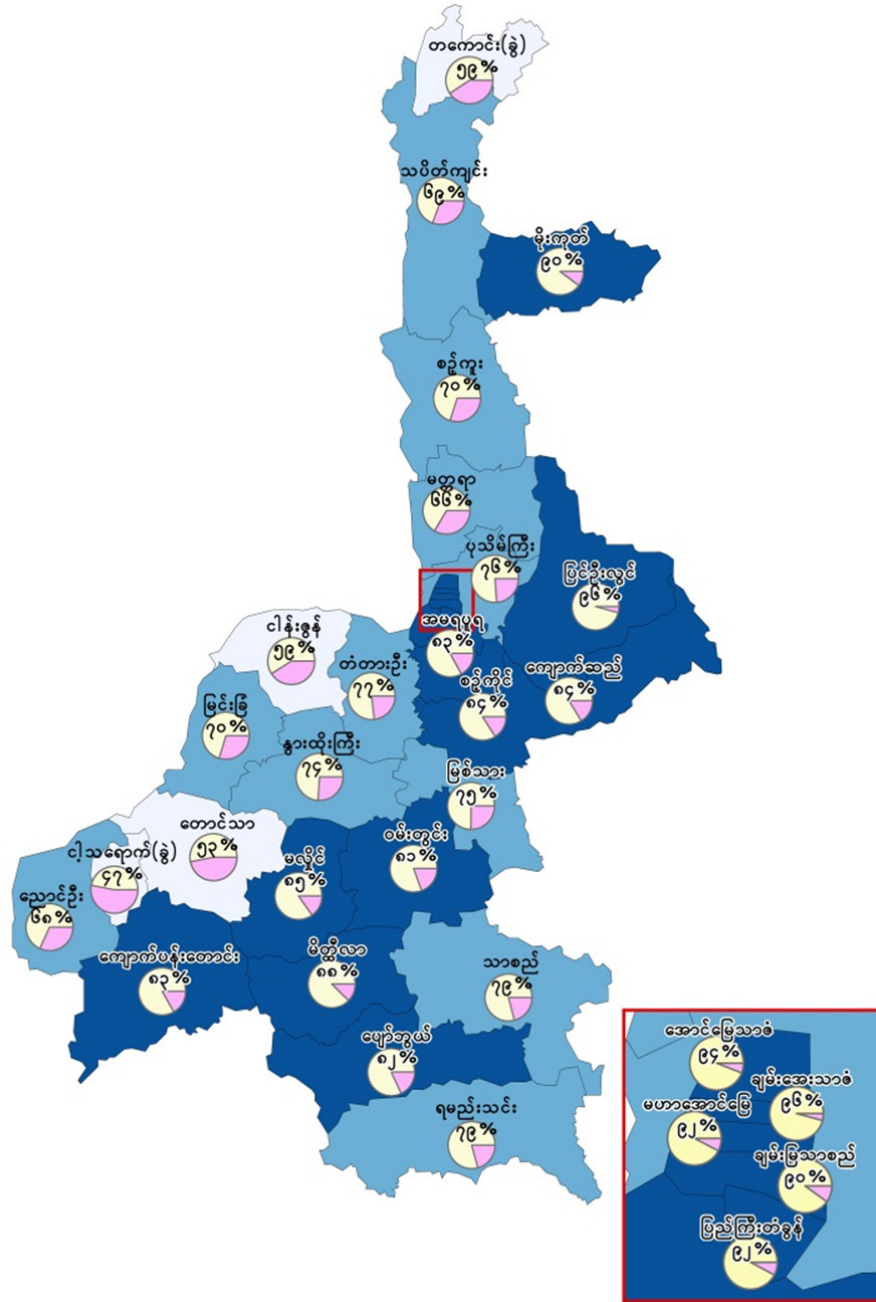 တကောင်း(ခွဲ)
၅၉%
သပိတ်ကျင်း
၆၉%
မိုးကုတ်
၉၀%
စဉ့်ကူး
၇၀%
မတ္တရာ
၆၆%
ပုသိမ်ကြီး
၇၆%
ပြင်ဦးလွင်
၉၆%
အမရပူရ
၈၃%
ငါန်းဇွန်
၅၉%
တံတားဦး
၇၇%
စဉ့်ကိုင်
၈၄%
ကျောက်ဆည်
၈၄%
မြင်းခြံ
၇၀%
နွားထိုးကြီး
၇၄%
မြစ်သား
၇၅%
တောင်သာ
၅၃%
ဝမ်းတွင်း
၈၁%
ငါ့သရောက်(ခွဲ)
၄၇%
မလှိုင်
၈၅%
ညောင်ဦး
၆၈%
ကျောက်ပန်းတောင်း
၈၃%
မိတ္ထီလာ
၈၈%
သာစည်
၇၉%
ပျော်ဘွယ်
၈၂%
ရမည်းသင်း
၇၉%
အောင်မြေသာဇံ
၉၄%
ချမ်းအေးသာဇံ
၉၆%
မဟာအောင်မြေ
၉၂%
ချမ်းမြသာစည်
၉၀%
ပြည်ကြီးတံခွန်
၉၂%